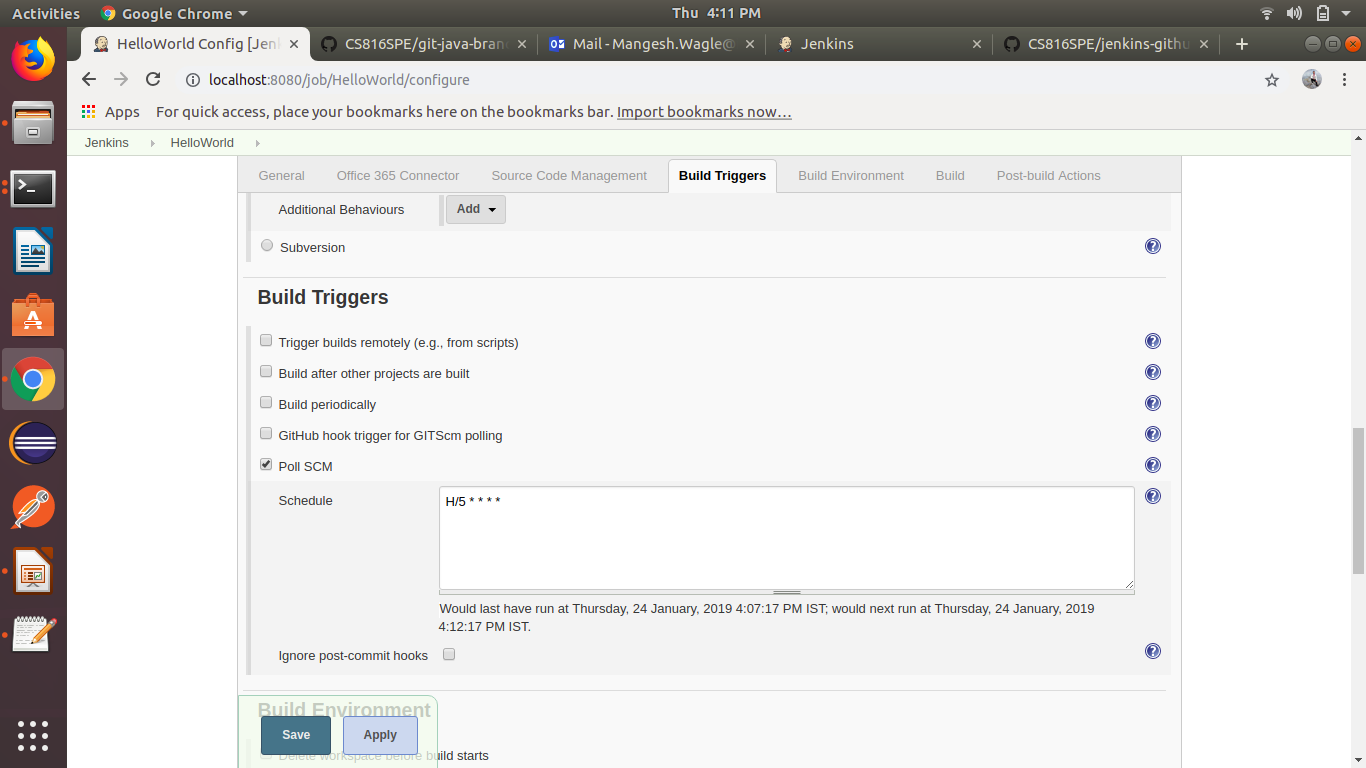 Activities Google Chrome Thu 4:11 PM
HelloWorld Config [Jen CS816SPE/git-java-bran Mail - Mangesh.Wagle@ Jenkins CS816SPE/jenkins-githu
localhost:8080/job/HelloWorld/configure
Apps For quick access, place your bookmarks here on the bookmarks bar. Import bookmarks now…
Jenkins HelloWorld
General Office 365 Connector Source Code Management Build Triggers Build Environment Build Post-build Actions
Additional Behaviours Add
Subversion
Build Triggers
Trigger builds remotely (e.g., from scripts)
Build after other projects are built
Build periodically
GitHub hook trigger for GITScm polling
Poll SCM
Schedule H/5 * * * *
Would last have run at Thursday, 24 January, 2019 4:07:17 PM IST; would next run at Thursday, 24 January, 2019
4:12:17 PM IST.
Ignore post-commit hooks
Build Environment
Save Apply
Delete workspace before build starts